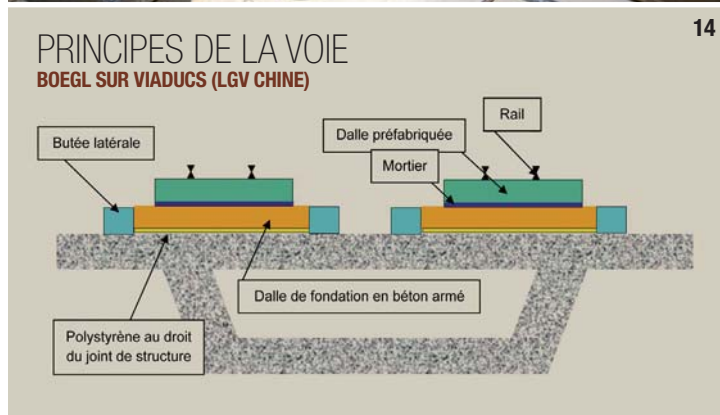 14
PRINCIPES DE LA VOIE
BOEGL SUR VIADUCS (LGV CHINE)
Rail
Butée latérale
Dalle préfabriquée
Mortier
Dalle de fondation en béton armé
Polystyrène au droit
du joint de structure